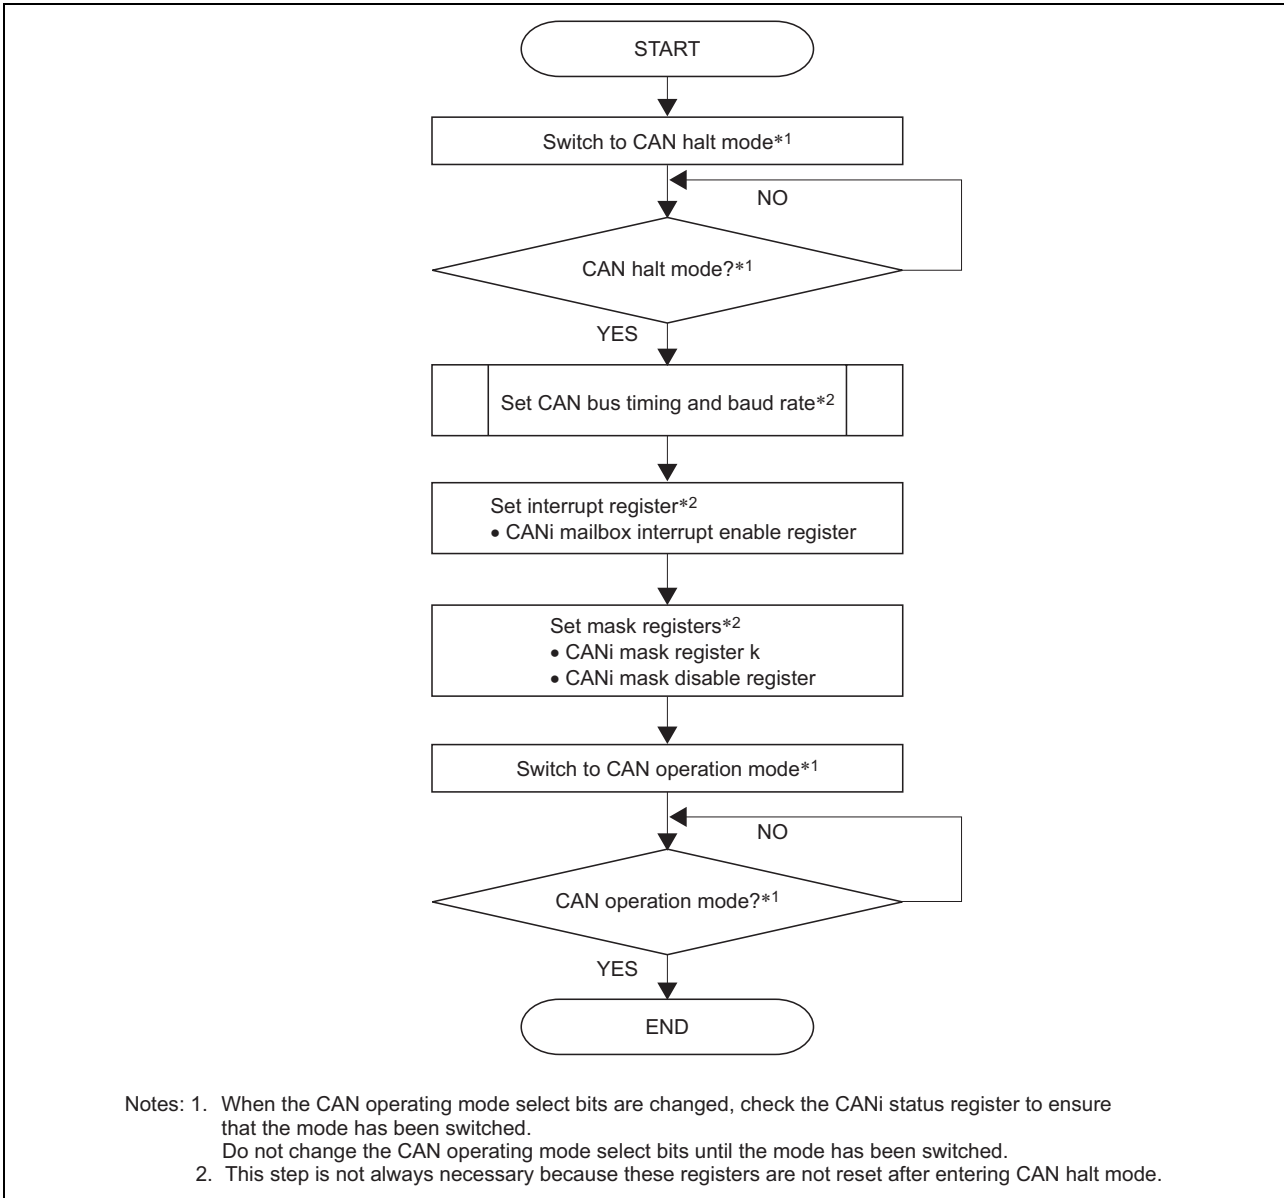 START
Switch to CAN halt mode*1
NO
CAN halt mode?*1
YES
Set CAN bus timing and baud rate*2
Set interrupt register*2
• CANi mailbox interrupt enable register
Set mask registers*2
• CANi mask register k
• CANi mask disable register
Switch to CAN operation mode*1
NO
CAN operation mode?*1
YES
END
Notes: 1. When the CAN operating mode select bits are changed, check the CANi status register to ensure
that the mode has been switched.
Do not change the CAN operating mode select bits until the mode has been switched.
2. This step is not always necessary because these registers are not reset after entering CAN halt mode.